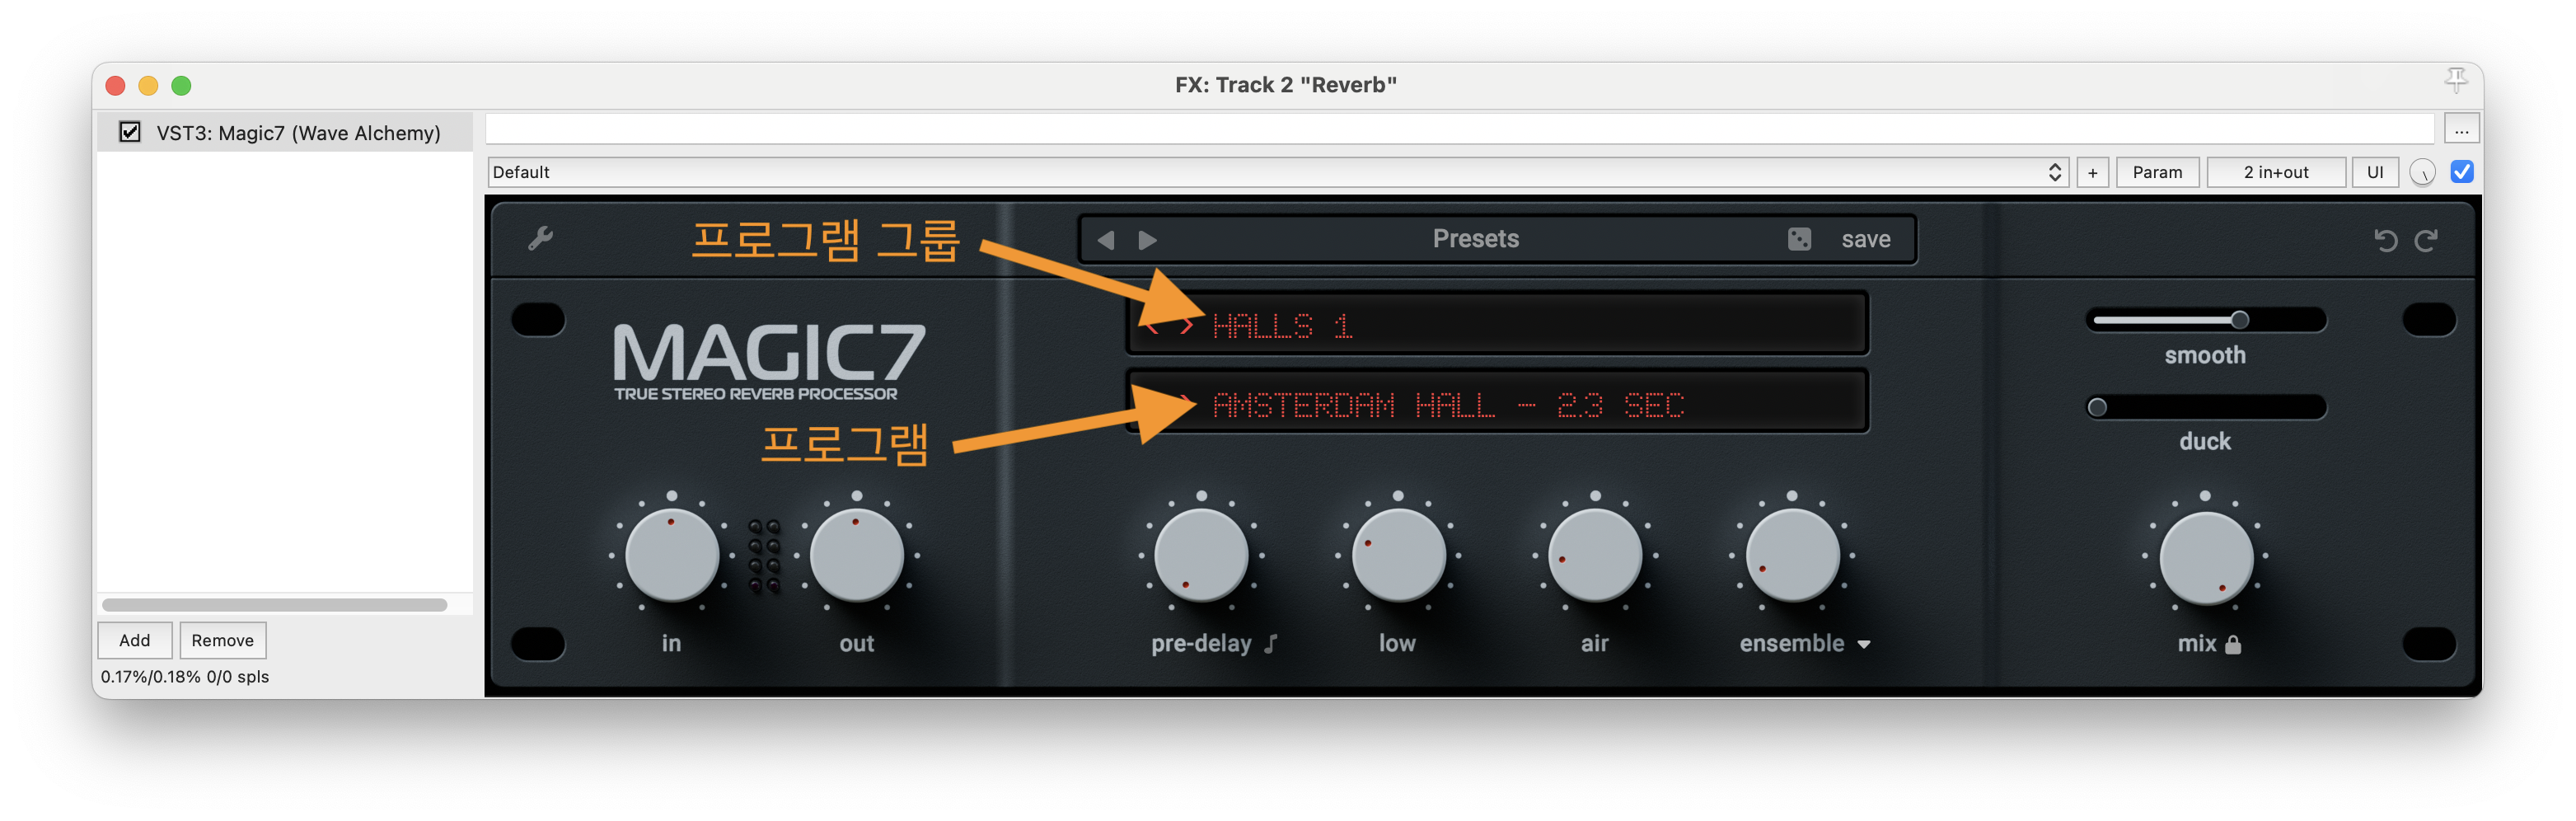 FX: Track 2 "Reverb"
VST3: Magic7 (Wave Alchemy)
...
Default
+
Param
2 in+out
UI
프로그램 그룹
Presets
save
HALLS 1
MAGIC7
TRUE STEREO REVERB PROCESSOR
AMSTERDAM HALL - 2.3 SEC
프로그램
smooth
duck
in
out
pre-delay
low
air
ensemble
mix
Add
Remove
0.17%/0.18% 0/0 spls